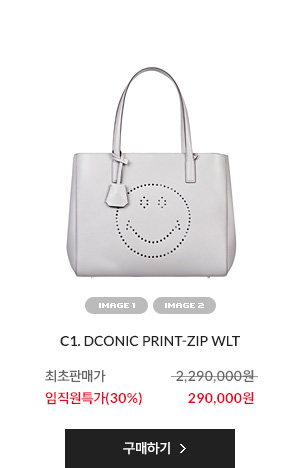 IMAGE 1 IMAGE 2
C1. DCONIC PRINT-ZIP WLT
최초판매가 2,290,000원
임직원특가(30%) 290,000원
구매하기 >